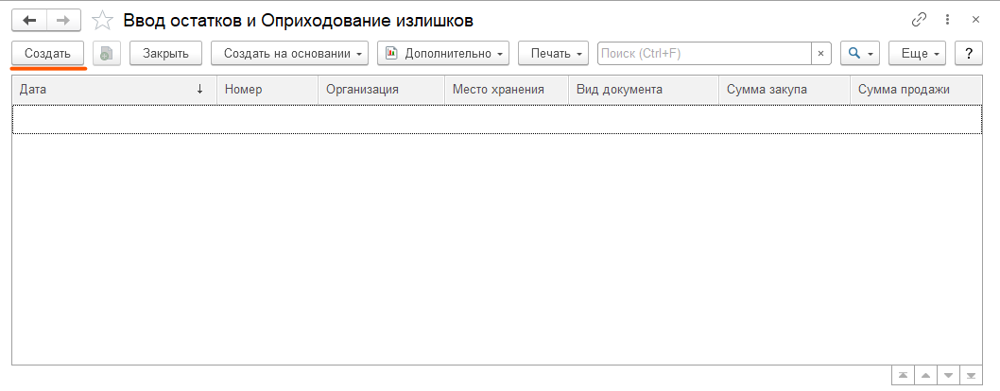 Ввод остатков и Оприходование излишков
Создать Закрыть Создать на основании Дополнительно Печать Поиск (Ctrl+F) × Еще ?
Дата ↓ Номер Организация Место хранения Вид документа Сумма закупа Сумма продажи